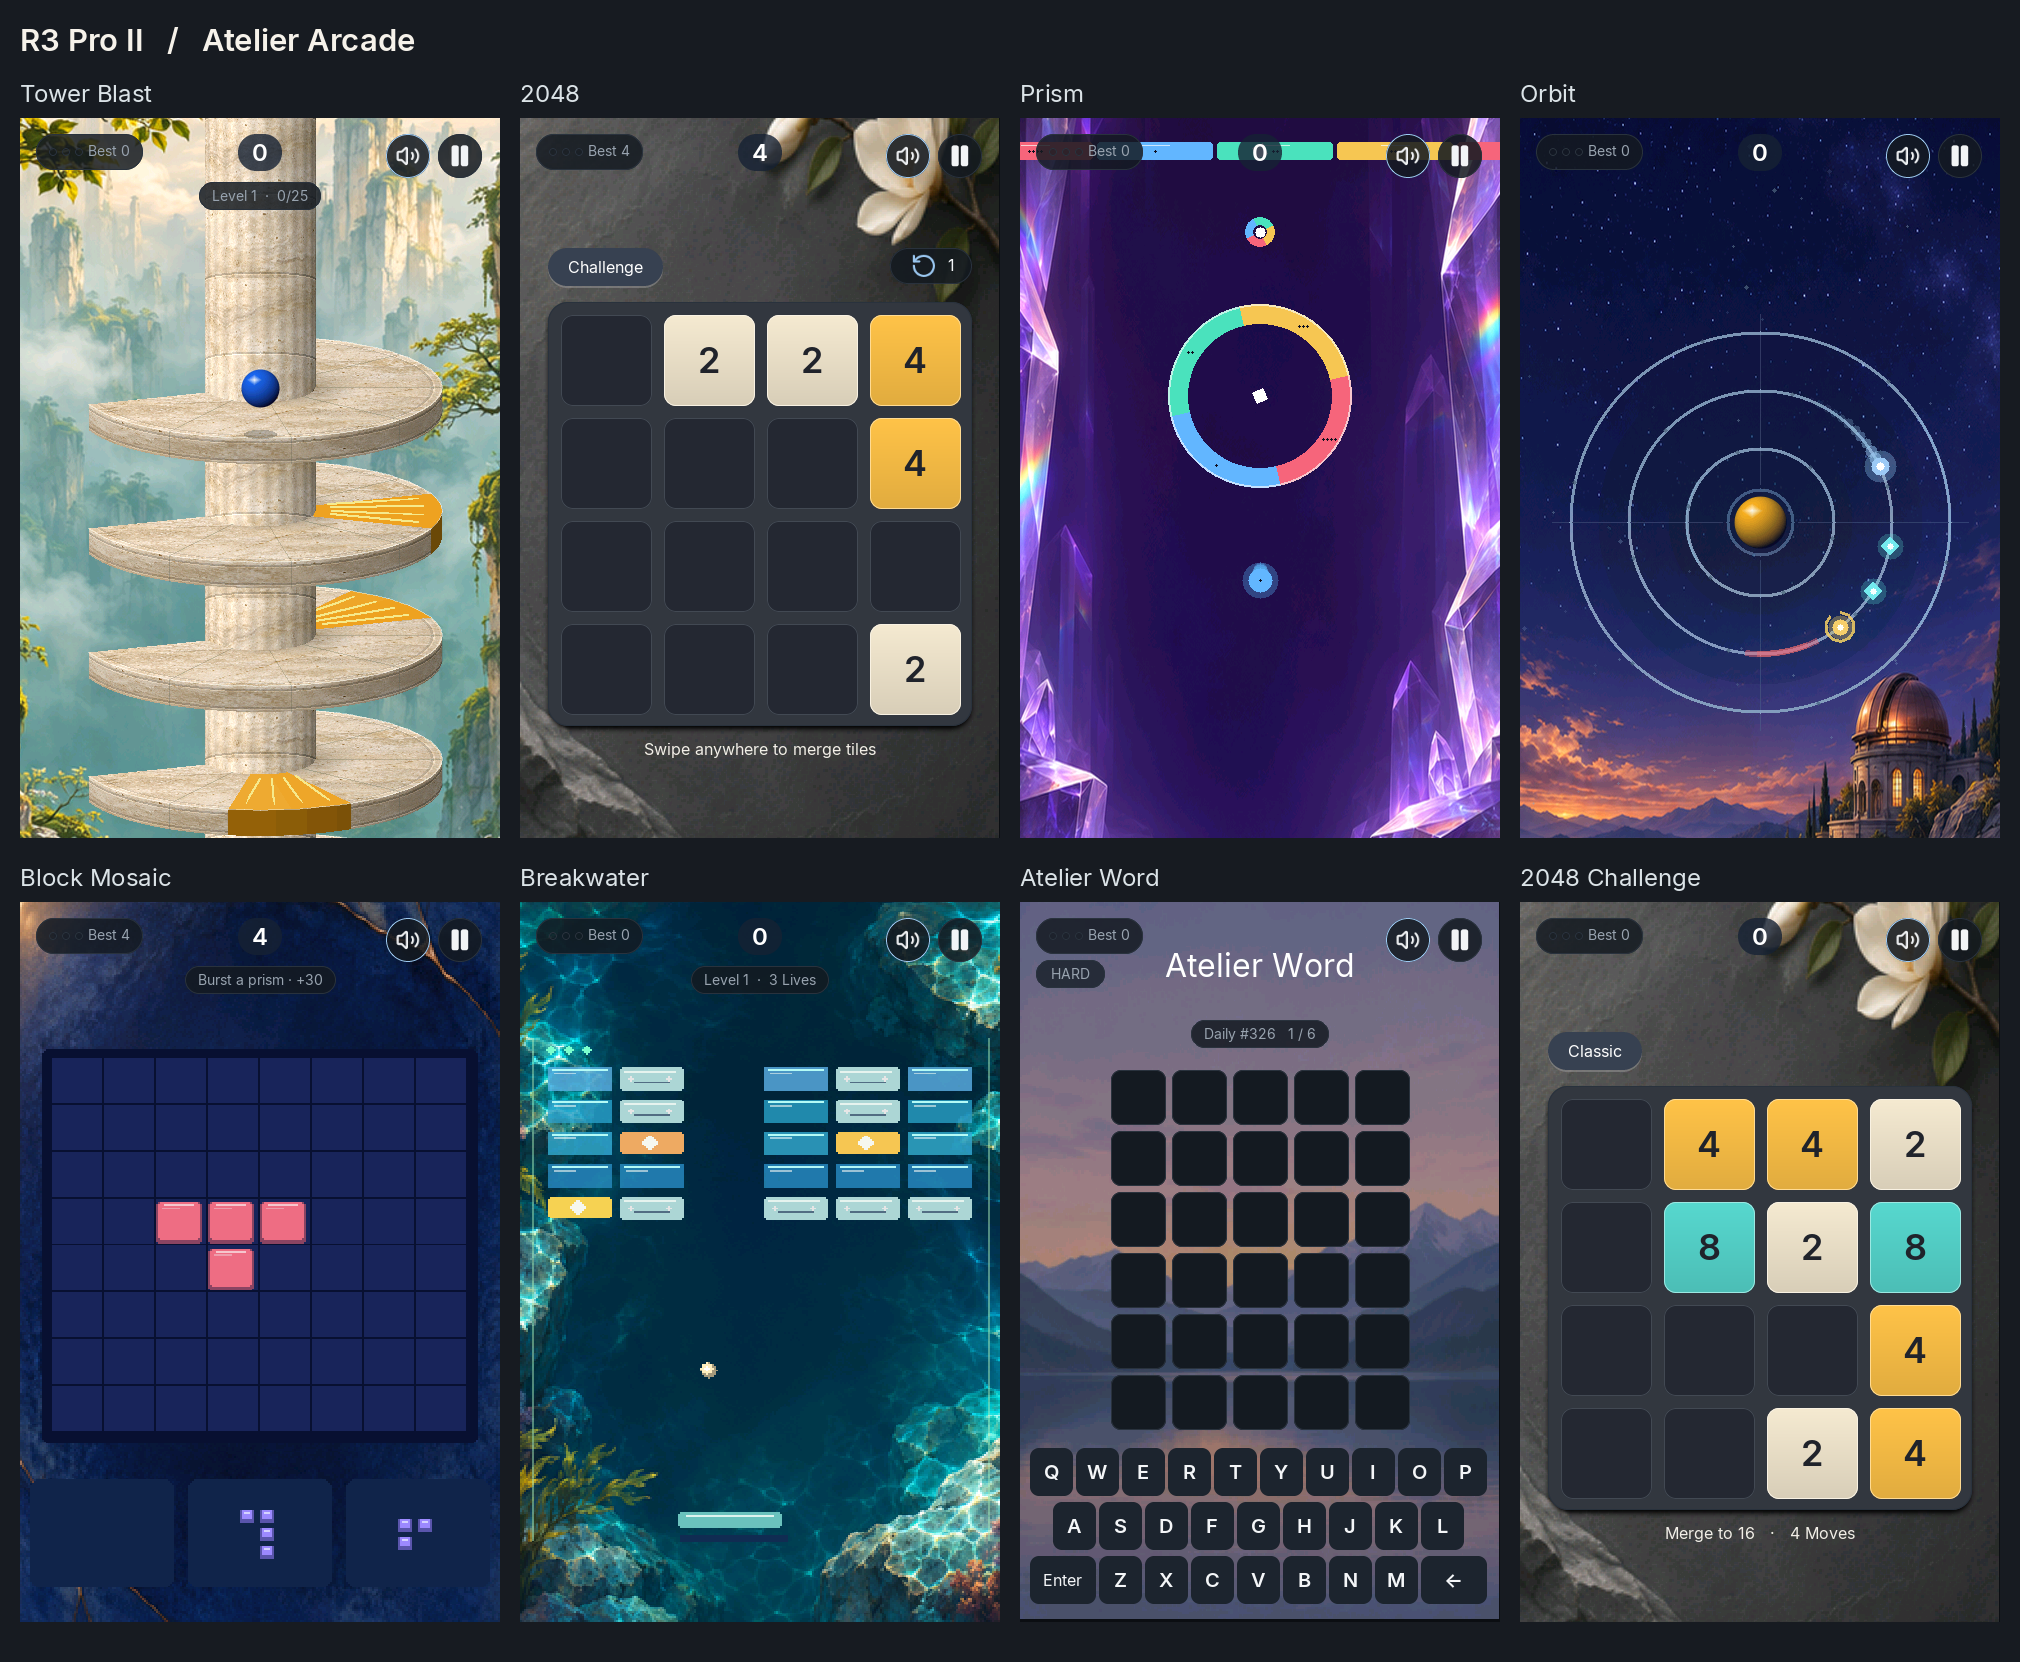 R3 Pro II / Atelier Arcade
Tower Blast
Best 0
0
Level 1 · 0/25
2048
Best 4
4
Challenge
1
2 2 4
4
2
Swipe anywhere to merge tiles
Prism
Best 0
0
Orbit
Best 0
0
Block Mosaic
Best 4
4
Burst a prism · +30
Breakwater
Best 0
0
Level 1 · 3 Lives
Atelier Word
Best 0
HARD
Atelier Word
Daily #326 1 / 6
Q W E R T Y U I O P
A S D F G H J K L
Enter Z X C V B N M ←
2048 Challenge
Best 0
0
Classic
4 4 2
8 2 8
4
2 4
Merge to 16 · 4 Moves